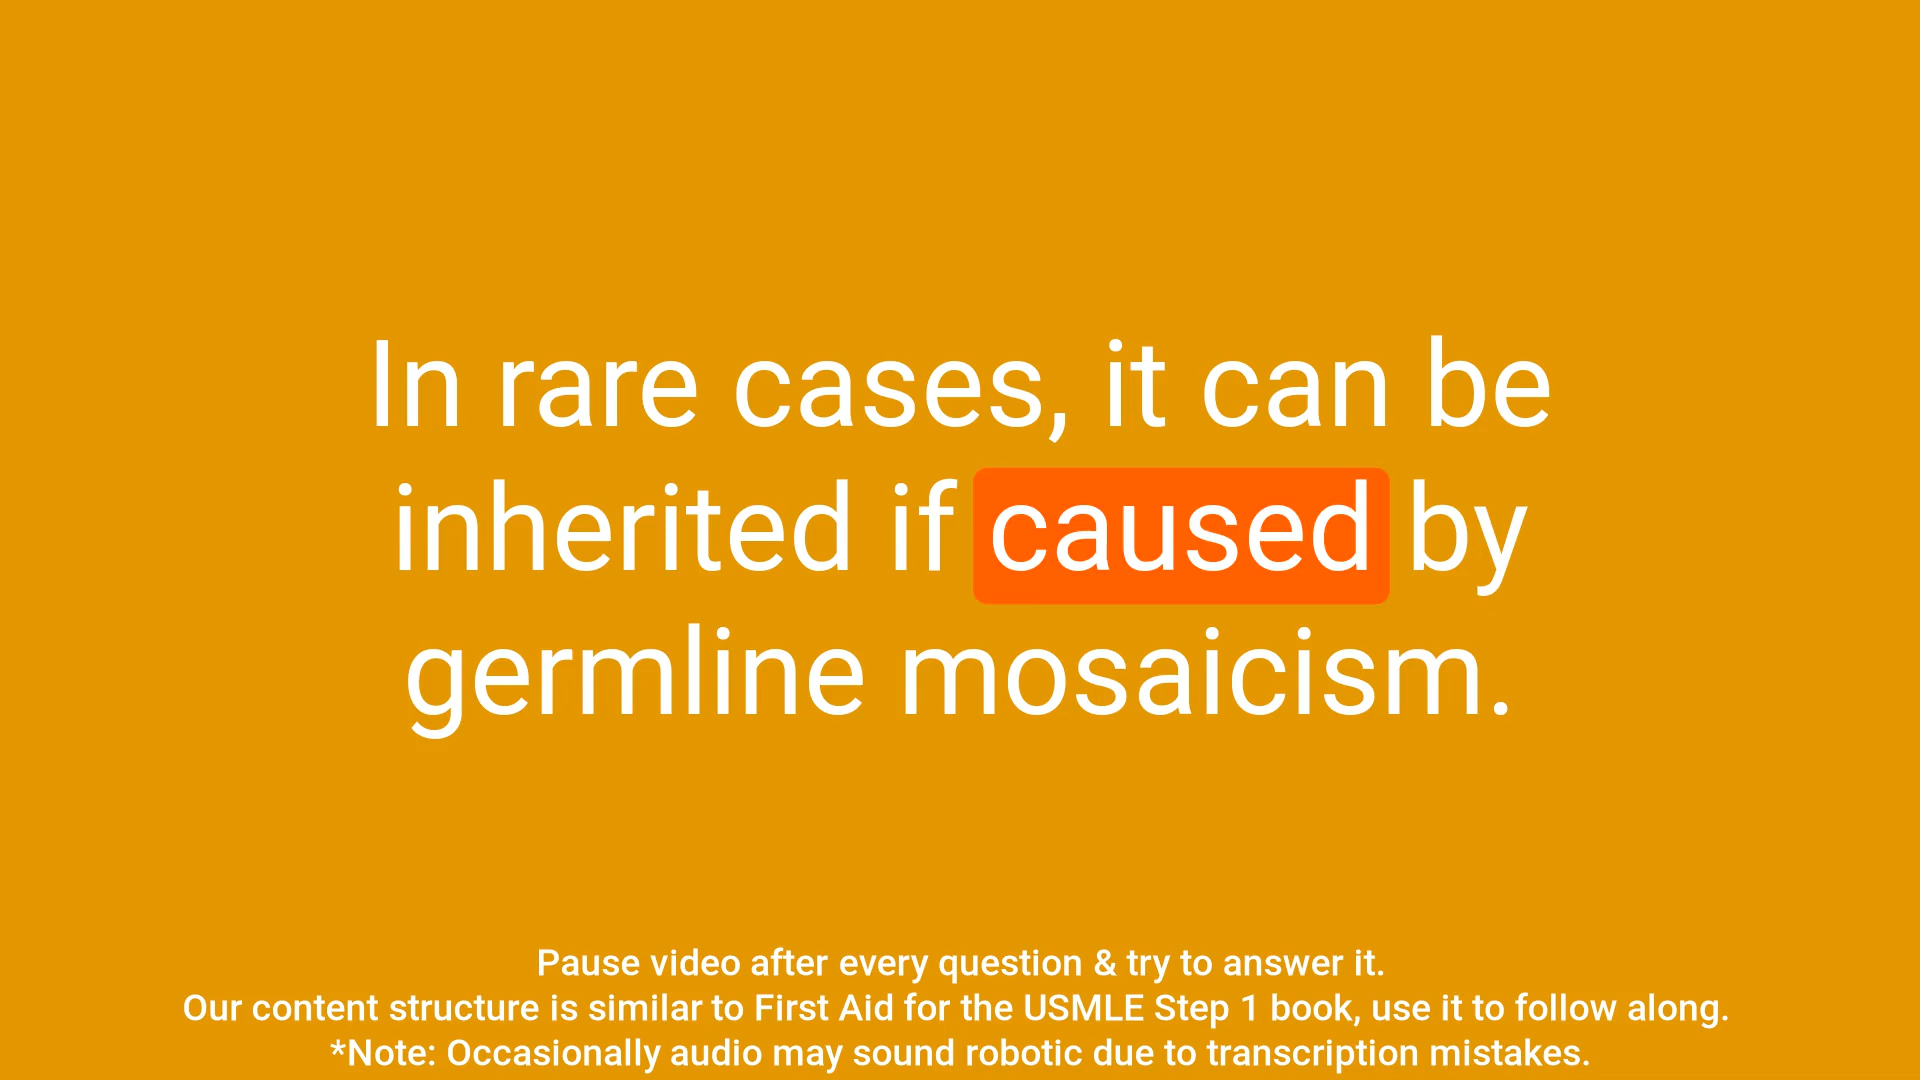 In rare cases, it can be
inherited if caused by
germline mosaicism.
Pause video after every question & try to answer it.
Our content structure is similar to First Aid for the USMLE Step 1 book, use it to follow along.
*Note: Occasionally audio may sound robotic due to transcription mistakes.